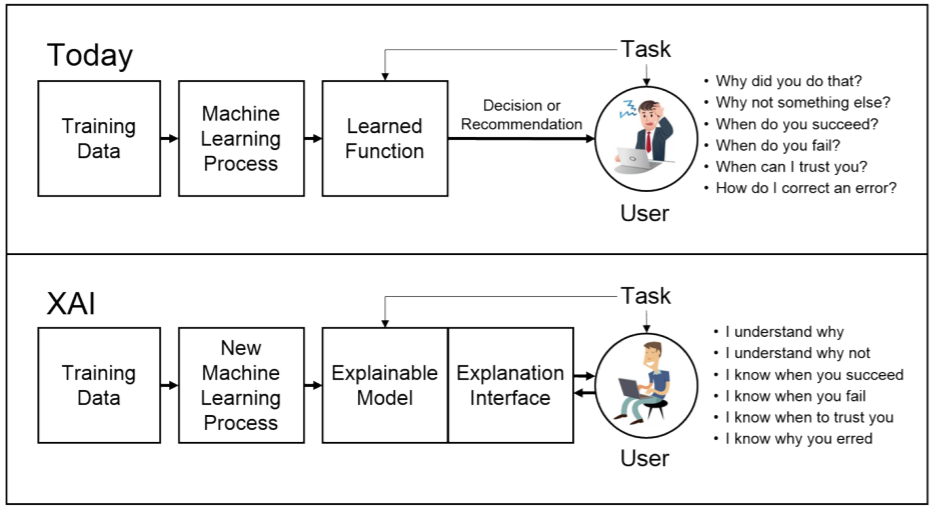 Today
Training
Data
Machine
Learning
Process
Learned
Function
Decision or
Recommendation
Task
User
• Why did you do that?
• Why not something else?
• When do you succeed?
• When do you fail?
• When can I trust you?
• How do I correct an error?
XAI
Training
Data
New
Machine
Learning
Process
Explainable
Model
Explanation
Interface
Task
User
• I understand why
• I understand why not
• I know when you succeed
• I know when you fail
• I know when to trust you
• I know why you erred